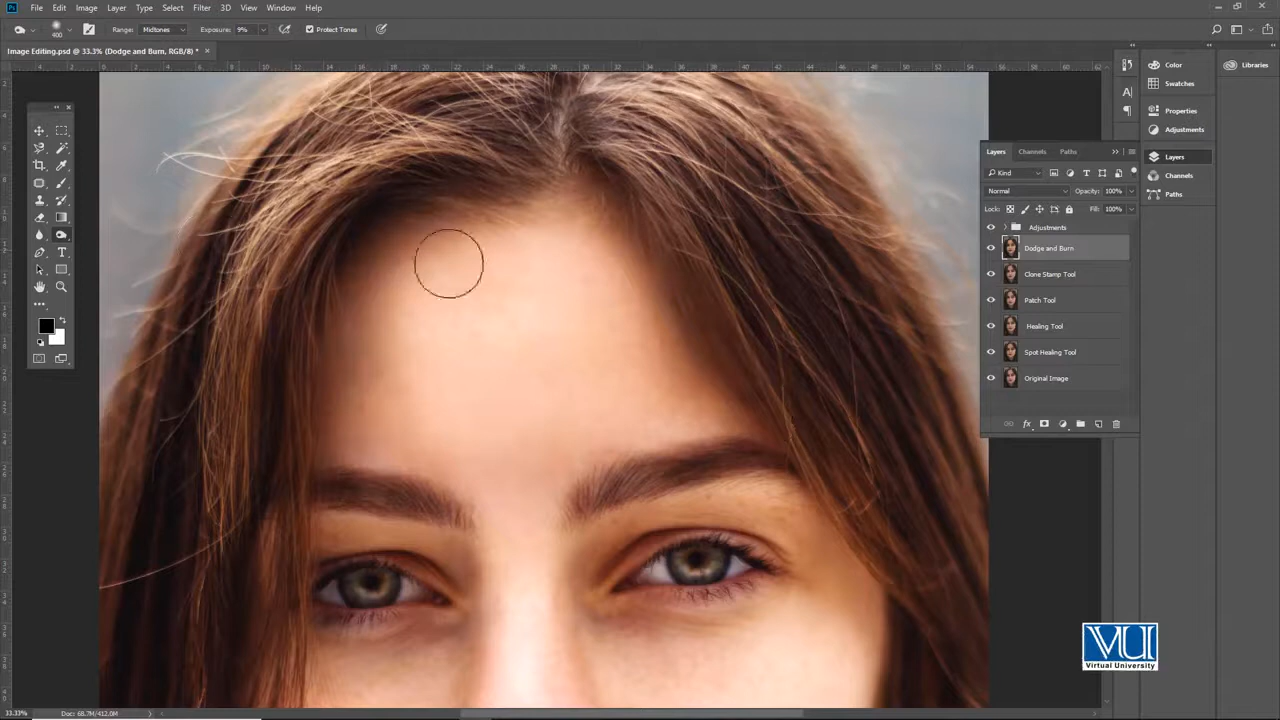 Ps File Edit Image Layer Type Select Filter 3D View Window Help
400 Range: Midtones Exposure: 9% Protect Tones
Image Editing.psd @ 33.3% (Dodge and Burn, RGB/8) * ×
Color
Swatches
Properties
Adjustments
Layers
Channels
Paths
Libraries
Layers Channels Paths
Kind
Normal Opacity: 100%
Lock: Fill: 100%
Adjustments
Dodge and Burn
Clone Stamp Tool
Patch Tool
Healing Tool
Spot Healing Tool
Original Image
VU
Virtual University
33.33% Doc: 68.7M/412.0M